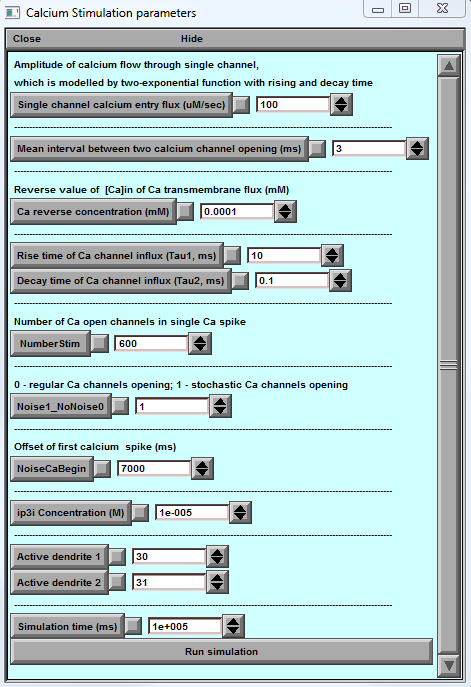 Calcium Stimulation parameters
Close Hide
Amplitude of calcium flow through single channel,
which is modelled by two-exponential function with rising and decay time
Single channel calcium entry flux (uM/sec) 100
Mean interval between two calcium channel opening (ms) 3
Reverse value of [Ca]in of Ca transmembrane flux (mM)
Ca reverse concentration (mM) 0.0001
Rise time of Ca channel influx (Tau1, ms) 10
Decay time of Ca channel influx (Tau2, ms) 0.1
Number of Ca open channels in single Ca spike
NumberStim 600
0 - regular Ca channels opening; 1 - stochastic Ca channels opening
Noise1_NoNoise0 1
Offset of first calcium spike (ms)
NoiseCaBegin 7000
ip3i Concentration (M) 1e-005
Active dendrite 1 30
Active dendrite 2 31
Simulation time (ms) 1e+005
Run simulation